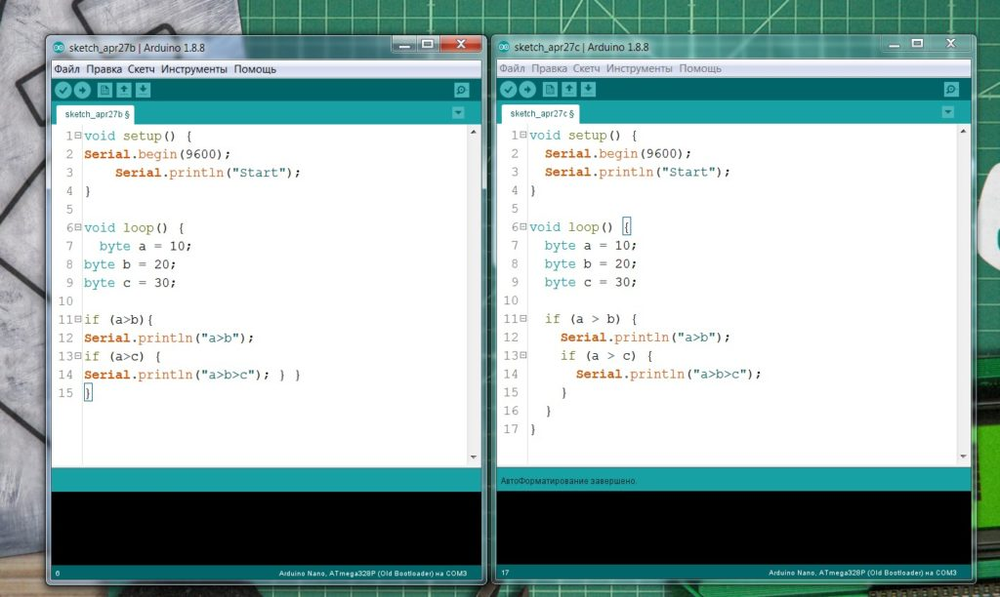 sketch_apr27b | Arduino 1.8.8
Файл Правка Скетч Инструменты Помощь
sketch_apr27b §
1 void setup() {
2 Serial.begin(9600);
3     Serial.println("Start");
4 }
5
6 void loop() {
7   byte a = 10;
8 byte b = 20;
9 byte c = 30;
10
11 if (a>b){
12 Serial.println("a>b");
13 if (a>c) {
14 Serial.println("a>b>c"); } }
15 }
6
Arduino Nano, ATmega328P (Old Bootloader) на COM3
sketch_apr27c | Arduino 1.8.8
Файл Правка Скетч Инструменты Помощь
sketch_apr27c §
1 void setup() {
2   Serial.begin(9600);
3   Serial.println("Start");
4 }
5
6 void loop() {
7   byte a = 10;
8   byte b = 20;
9   byte c = 30;
10
11   if (a > b) {
12     Serial.println("a>b");
13     if (a > c) {
14       Serial.println("a>b>c");
15     }
16   }
17 }
АвтоФорматирование завершено.
17
Arduino Nano, ATmega328P (Old Bootloader) на COM3